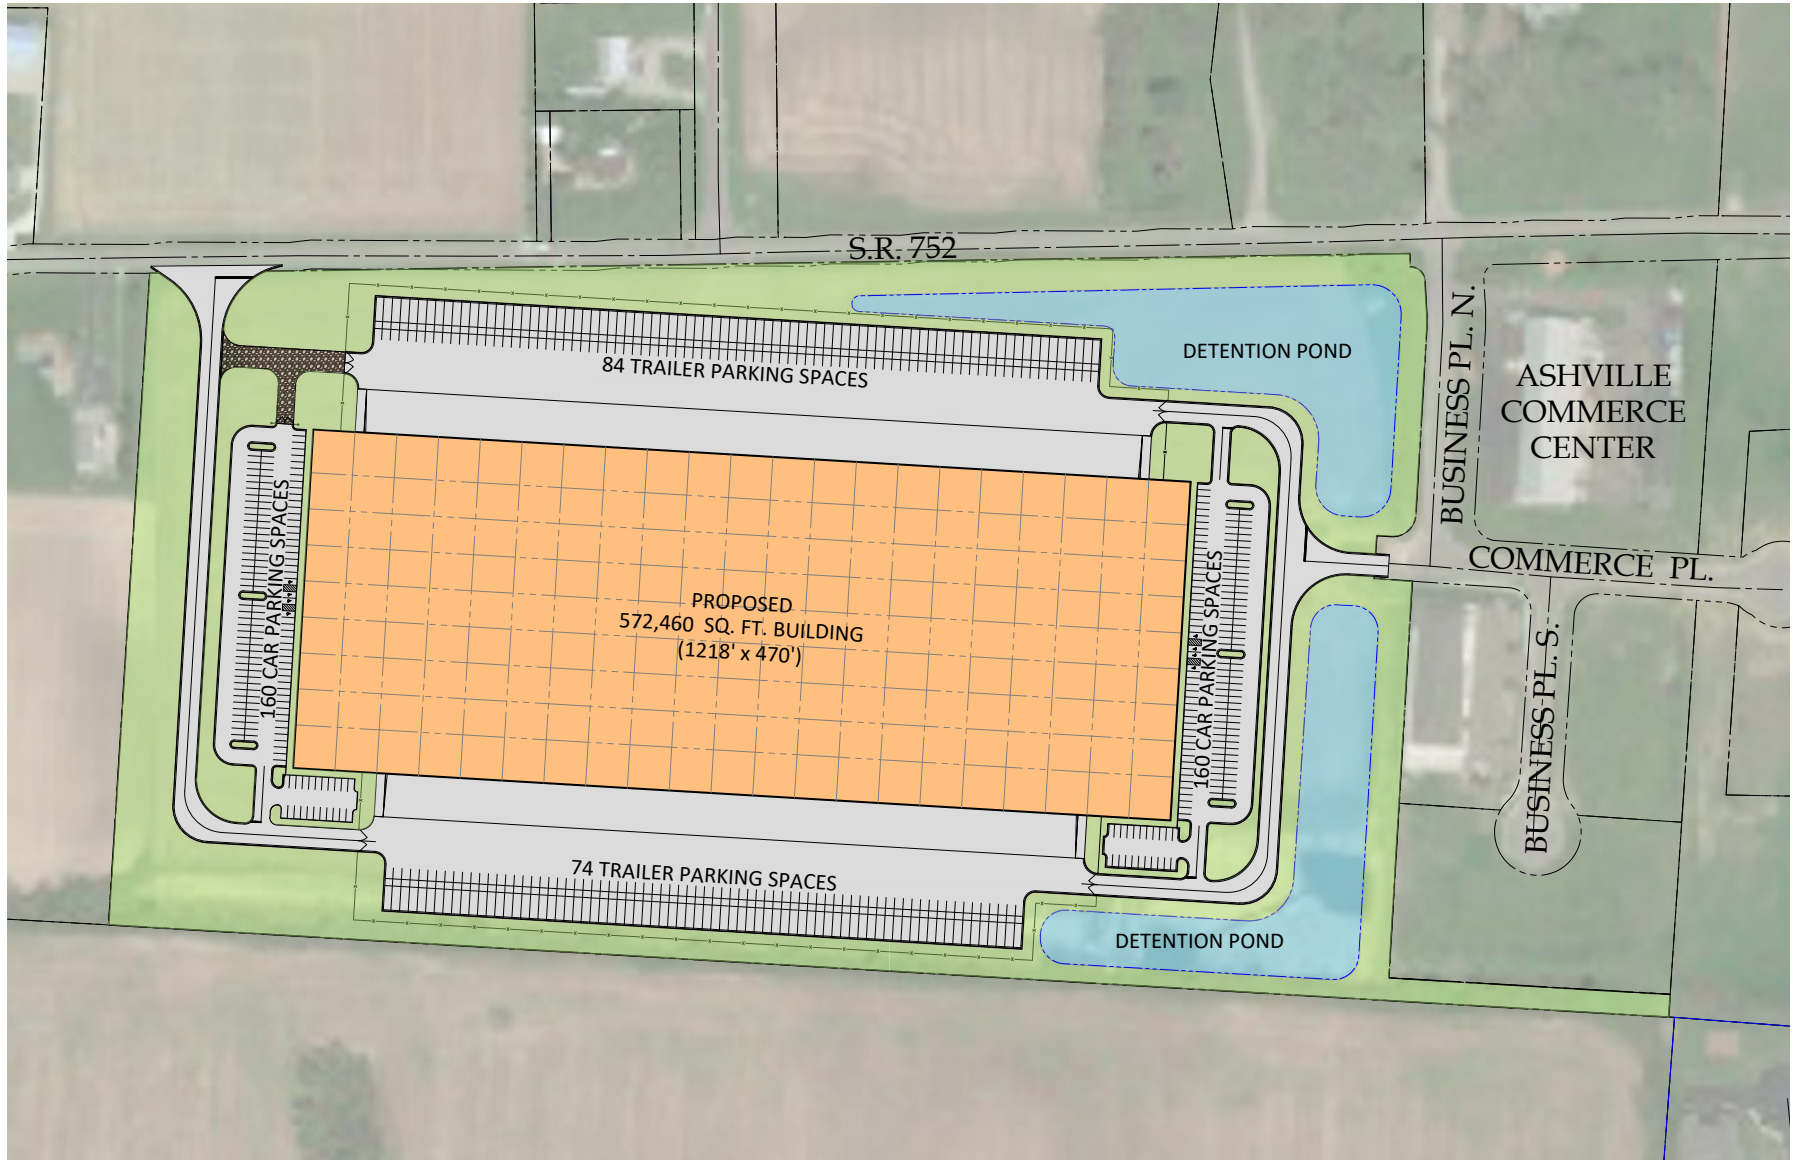 S.R. 752
84 TRAILER PARKING SPACES
DETENTION POND
BUSINESS PL. N.
ASHVILLE
COMMERCE
CENTER
160 CAR PARKING SPACES
PROPOSED
572,460 SQ. FT. BUILDING
(1218' x 470')
160 CAR PARKING SPACES
COMMERCE PL.
BUSINESS PL. S.
74 TRAILER PARKING SPACES
DETENTION POND